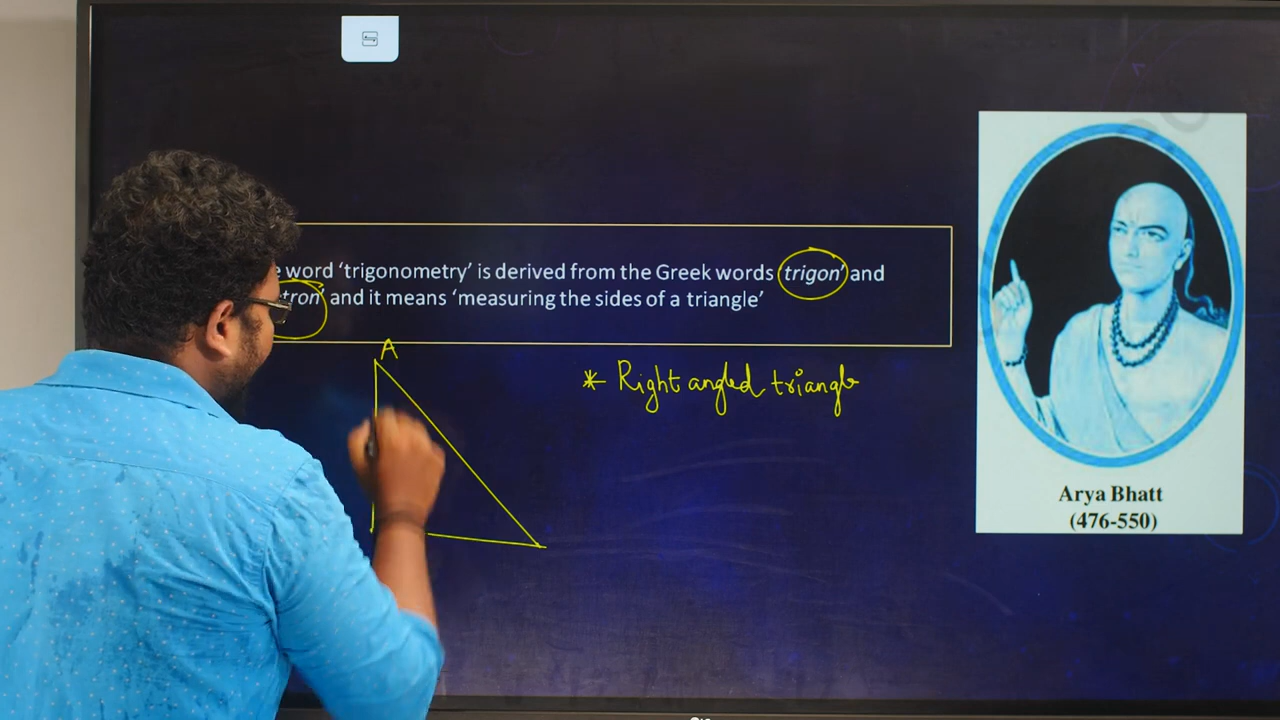 word ‘trigonometry’ is derived from the Greek words ‘trigon’ and
and it means ‘measuring the sides of a triangle’
A
* Right angled triangle
Arya Bhatt
(476-550)